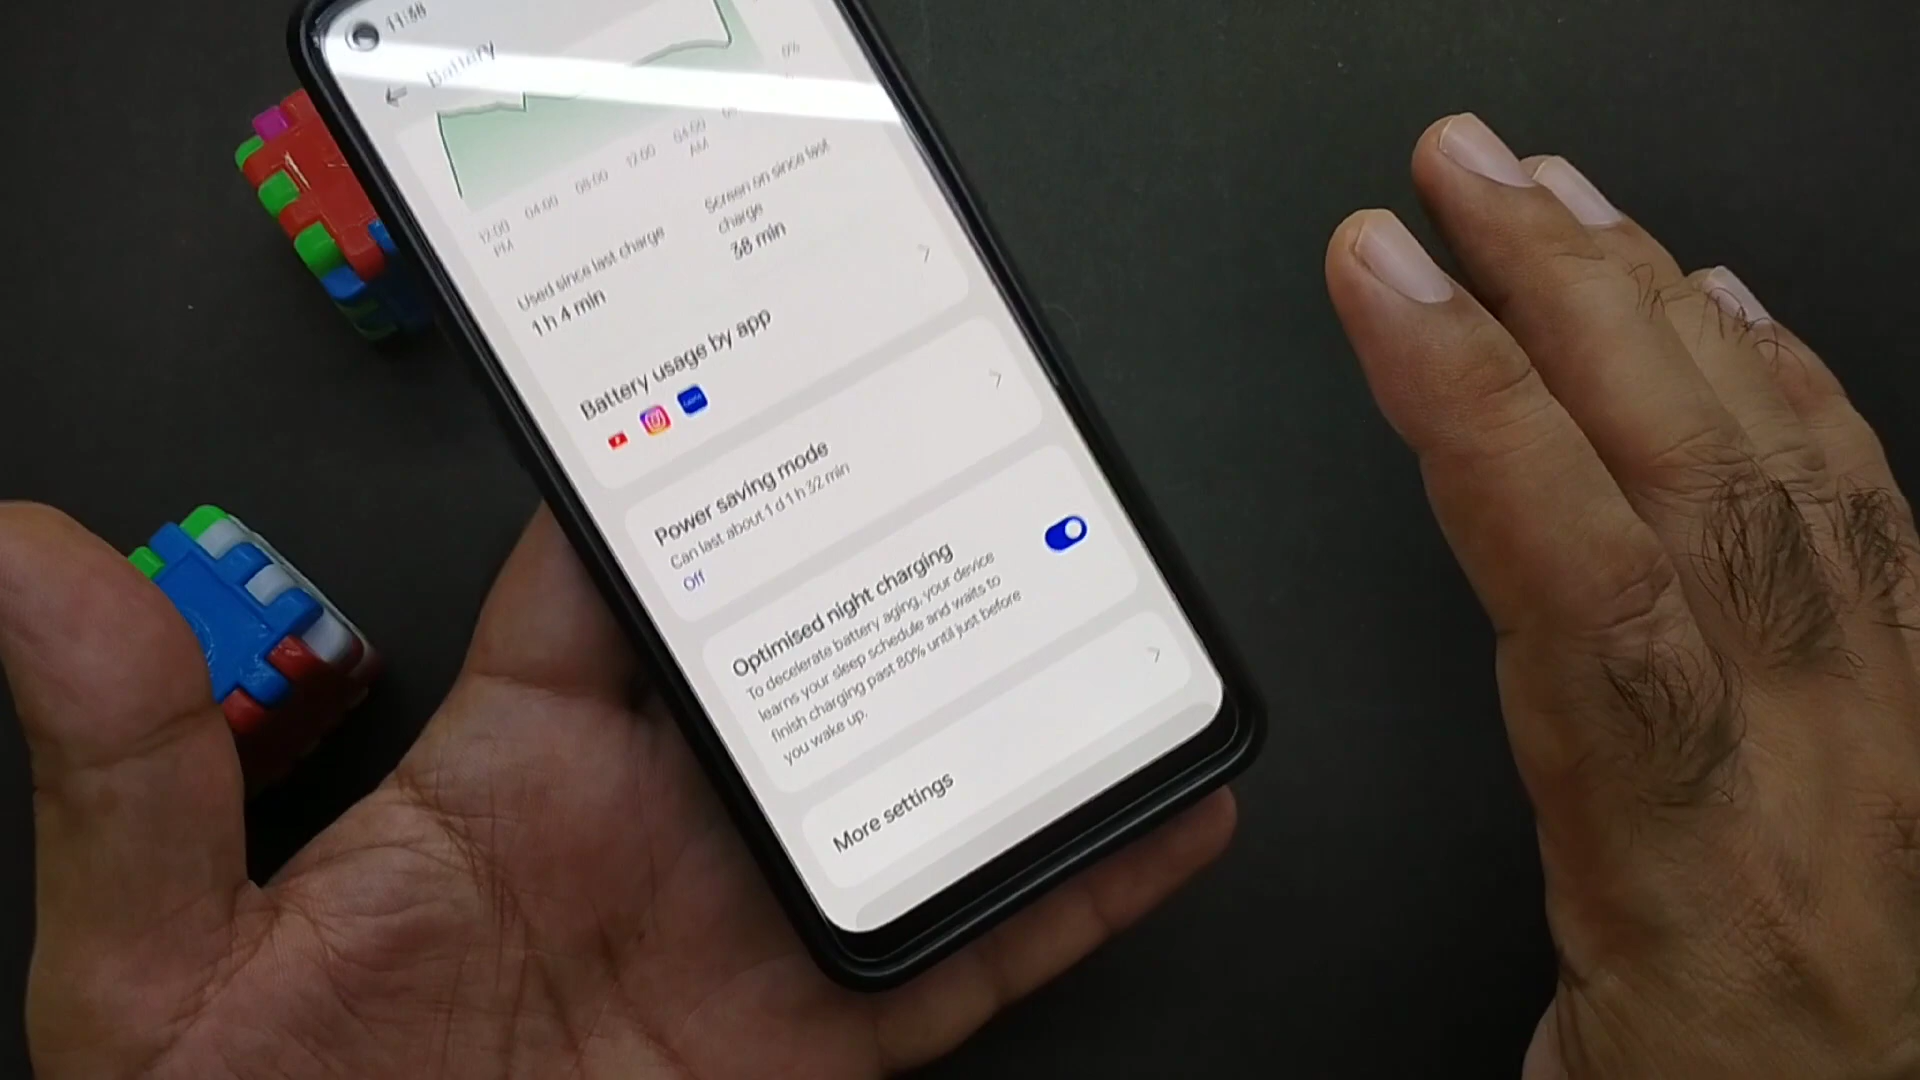 11:38
Battery
0%
12:00
PM
04:00
08:00
12:00
04:00
AM
Used since last charge
1 h 4 min
Screen on since last
charge
38 min
Battery usage by app
Power saving mode
Can last about 1 d 1 h 32 min
Off
Optimised night charging
To decelerate battery aging, your device
learns your sleep schedule and waits to
finish charging past 80% until just before
you wake up.
More settings